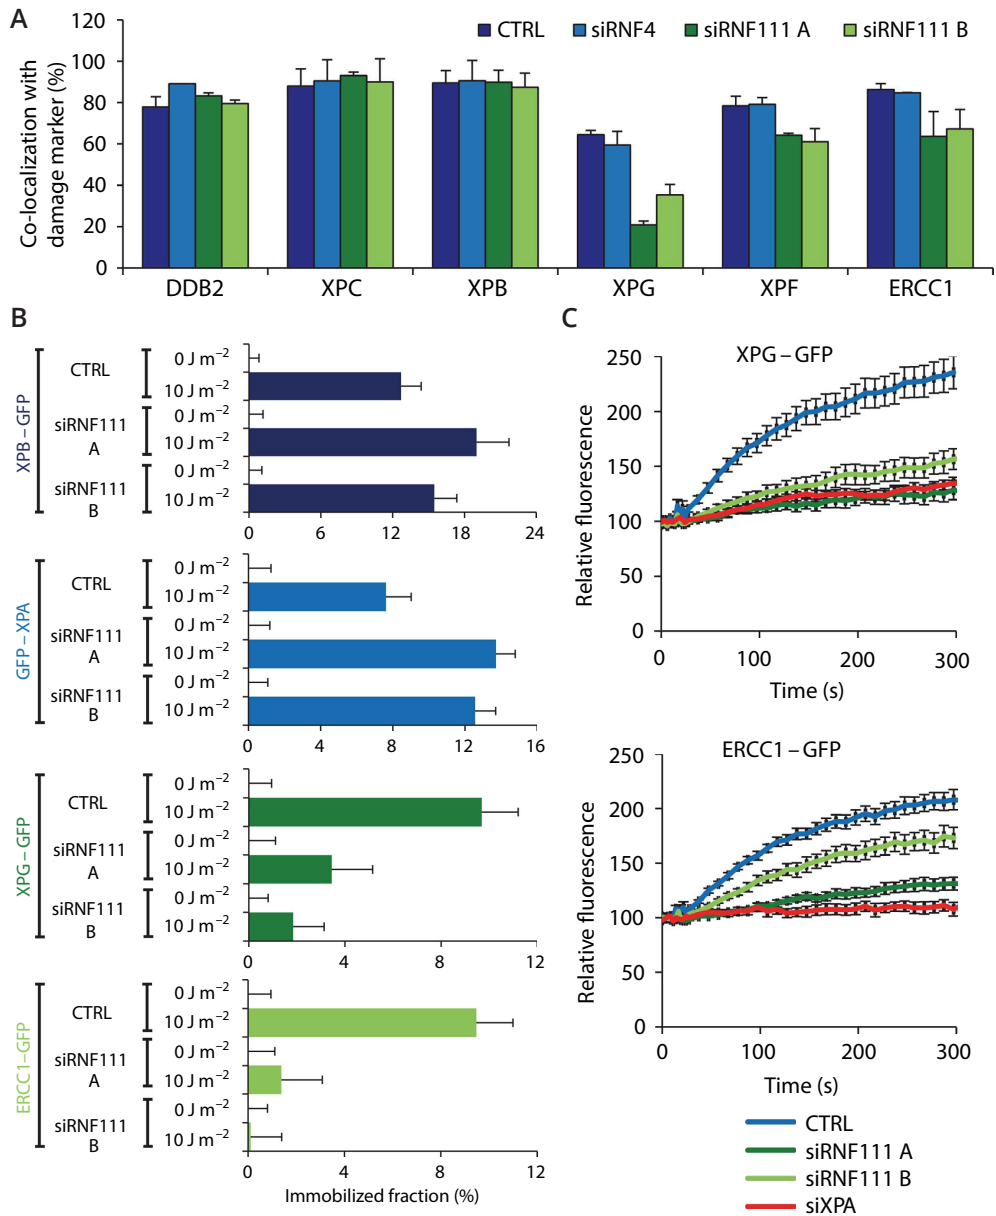 A
Co-localization with
damage marker (%)
120
100
80
60
40
20
0
CTRL siRNF4 siRNF111 A siRNF111 B
DDB2 XPC XPB XPG XPF ERCC1
B
XPB – GFP
CTRL
0 J m⁻²
10 J m⁻²
siRNF111
A
0 J m⁻²
10 J m⁻²
siRNF111
B
0 J m⁻²
10 J m⁻²
0 6 12 18 24
GFP – XPA
CTRL
0 J m⁻²
10 J m⁻²
siRNF111
A
0 J m⁻²
10 J m⁻²
siRNF111
B
0 J m⁻²
10 J m⁻²
0 4 8 12 16
XPG – GFP
CTRL
0 J m⁻²
10 J m⁻²
siRNF111
A
0 J m⁻²
10 J m⁻²
siRNF111
B
0 J m⁻²
10 J m⁻²
0 4 8 12
ERCC1–GFP
CTRL
0 J m⁻²
10 J m⁻²
siRNF111
A
0 J m⁻²
10 J m⁻²
siRNF111
B
0 J m⁻²
10 J m⁻²
0 4 8 12
Immobilized fraction (%)
C
XPG – GFP
Relative fluorescence
250
200
150
100
50
0
0 100 200 300
Time (s)
ERCC1 – GFP
Relative fluorescence
250
200
150
100
50
0
0 100 200 300
Time (s)
CTRL
siRNF111 A
siRNF111 B
siXPA